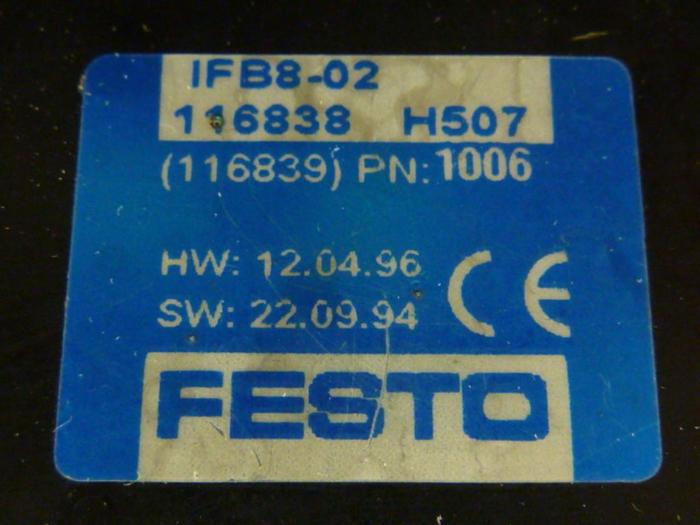 IFB8-02
116838 H507
(116839) PN: 1006
HW: 12.04.96
SW: 22.09.94
CE
FESTO